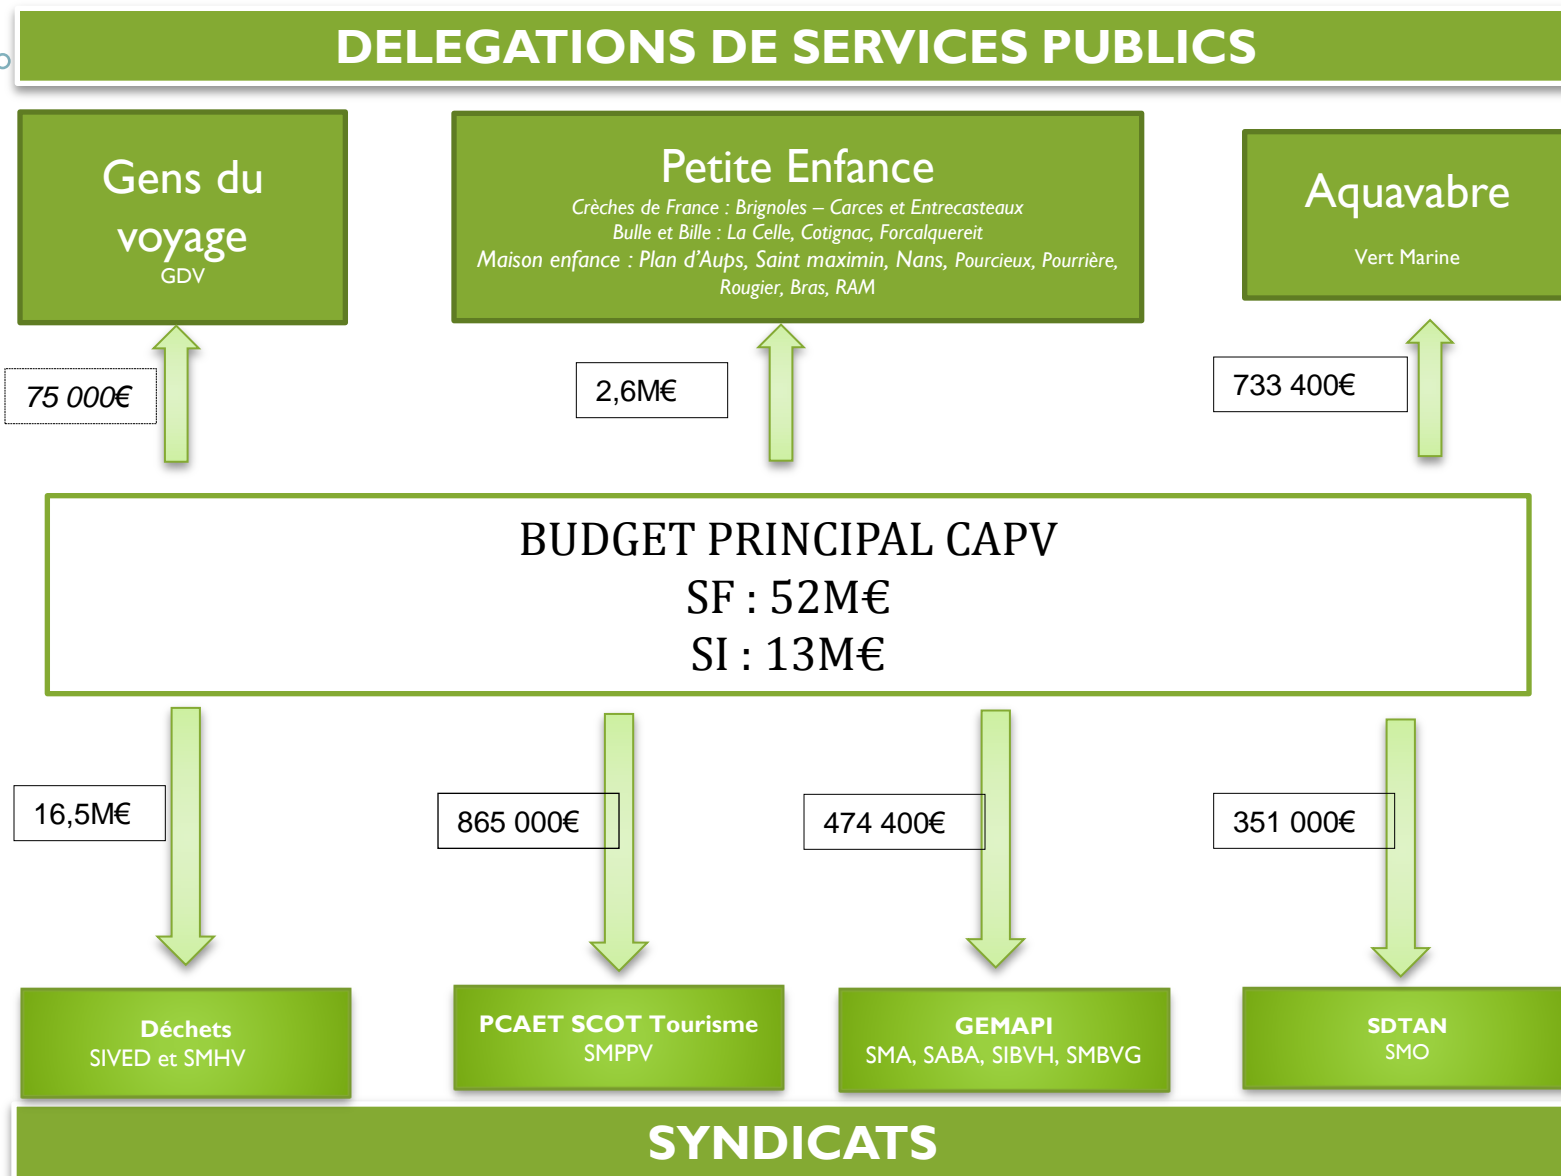 DELEGATIONS DE SERVICES PUBLICS
Gens du
voyage
GDV
Petite Enfance
Crèches de France : Brignoles – Carces et Entrecasteaux
Bulle et Bille : La Celle, Cotignac, Forcalquereit
Maison enfance : Plan d'Aups, Saint maximin, Nans, Pourcieux, Pourrière,
Rougier, Bras, RAM
Aquavabre
Vert Marine
75 000€
2,6M€
733 400€
BUDGET PRINCIPAL CAPV
SF : 52M€
SI : 13M€
16,5M€
865 000€
474 400€
351 000€
Déchets
SIVED et SMHV
PCAET SCOT Tourisme
SMPPV
GEMAPI
SMA, SABA, SIBVH, SMBVG
SDTAN
SMO
SYNDICATS